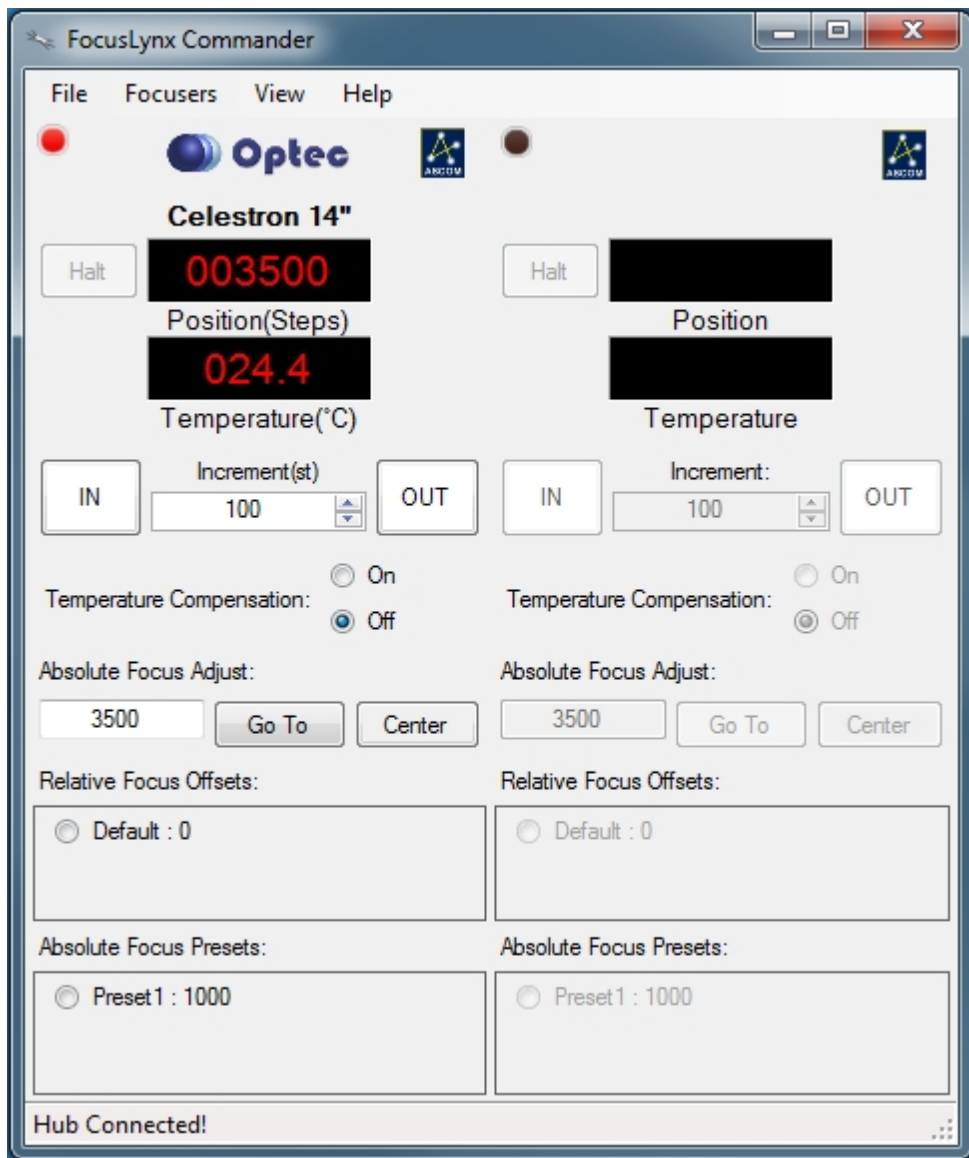 FocusLynx Commander
File Focusers View Help
Optec
ASCOM
ASCOM
Celestron 14"
Halt
003500
Halt
Position(Steps)
Position
024.4
Temperature(°C)
Temperature
IN
Increment(st)
100
OUT
IN
Increment:
100
OUT
Temperature Compensation:
On
Off
Temperature Compensation:
On
Off
Absolute Focus Adjust:
Absolute Focus Adjust:
3500 Go To Center
3500 Go To Center
Relative Focus Offsets:
Relative Focus Offsets:
Default : 0
Default : 0
Absolute Focus Presets:
Absolute Focus Presets:
Preset1 : 1000
Preset1 : 1000
Hub Connected!